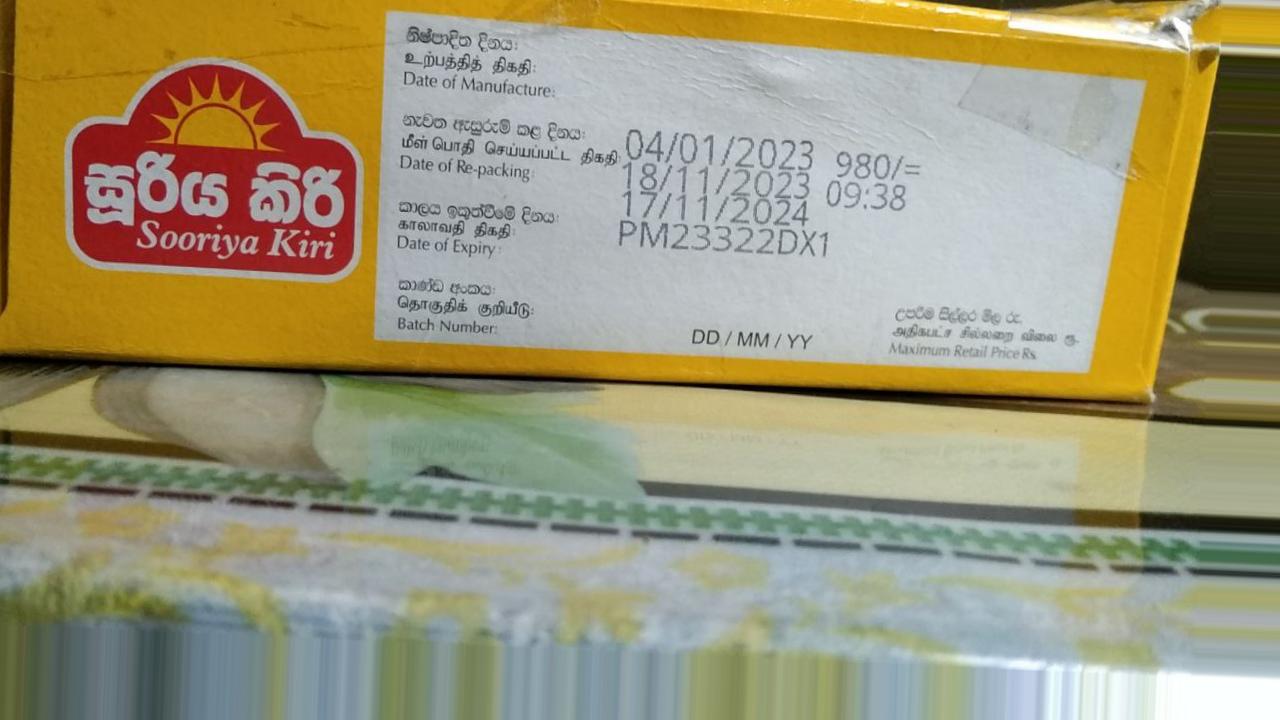 සූරිය කිරි
Sooriya Kiri
නිෂ්පාදිත දිනය:
உற்பத்தித் திகதி:
Date of Manufacture:
නැවත ඇසුරුම් කළ දිනය:
மீள் பொதி செய்யப்பட்ட திகதி:
Date of Re-packing:
04/01/2023 980/=
18/11/2023 09:38
17/11/2024
PM23322DX1
කාලය ඉකුත්වීමේ දිනය:
காலாவதி திகதி:
Date of Expiry:
කාණ්ඩ අංකය:
தொகுதிக் குறியீடு:
Batch Number:
DD / MM / YY
උපරිම සිල්ලර මිල රු.
அதிகபட்ச சில்லறை விலை ரூ.
Maximum Retail Price Rs.